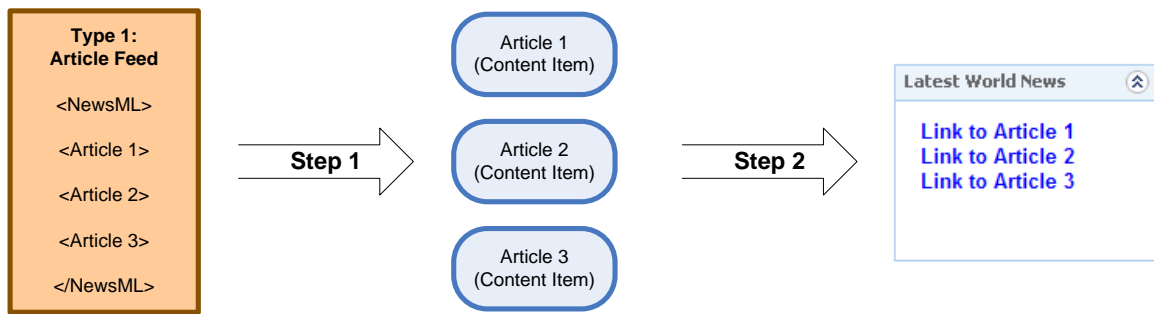 Type 1:
Article Feed
<NewsML>
<Article 1>
<Article 2>
<Article 3>
</NewsML>
Step 1
Article 1
(Content Item)
Article 2
(Content Item)
Article 3
(Content Item)
Step 2
Latest World News
Link to Article 1
Link to Article 2
Link to Article 3